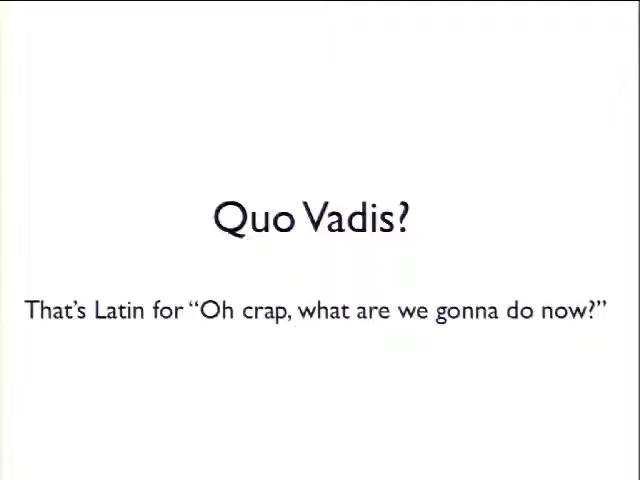 Quo Vadis?
That's Latin for “Oh crap, what are we gonna do now?”